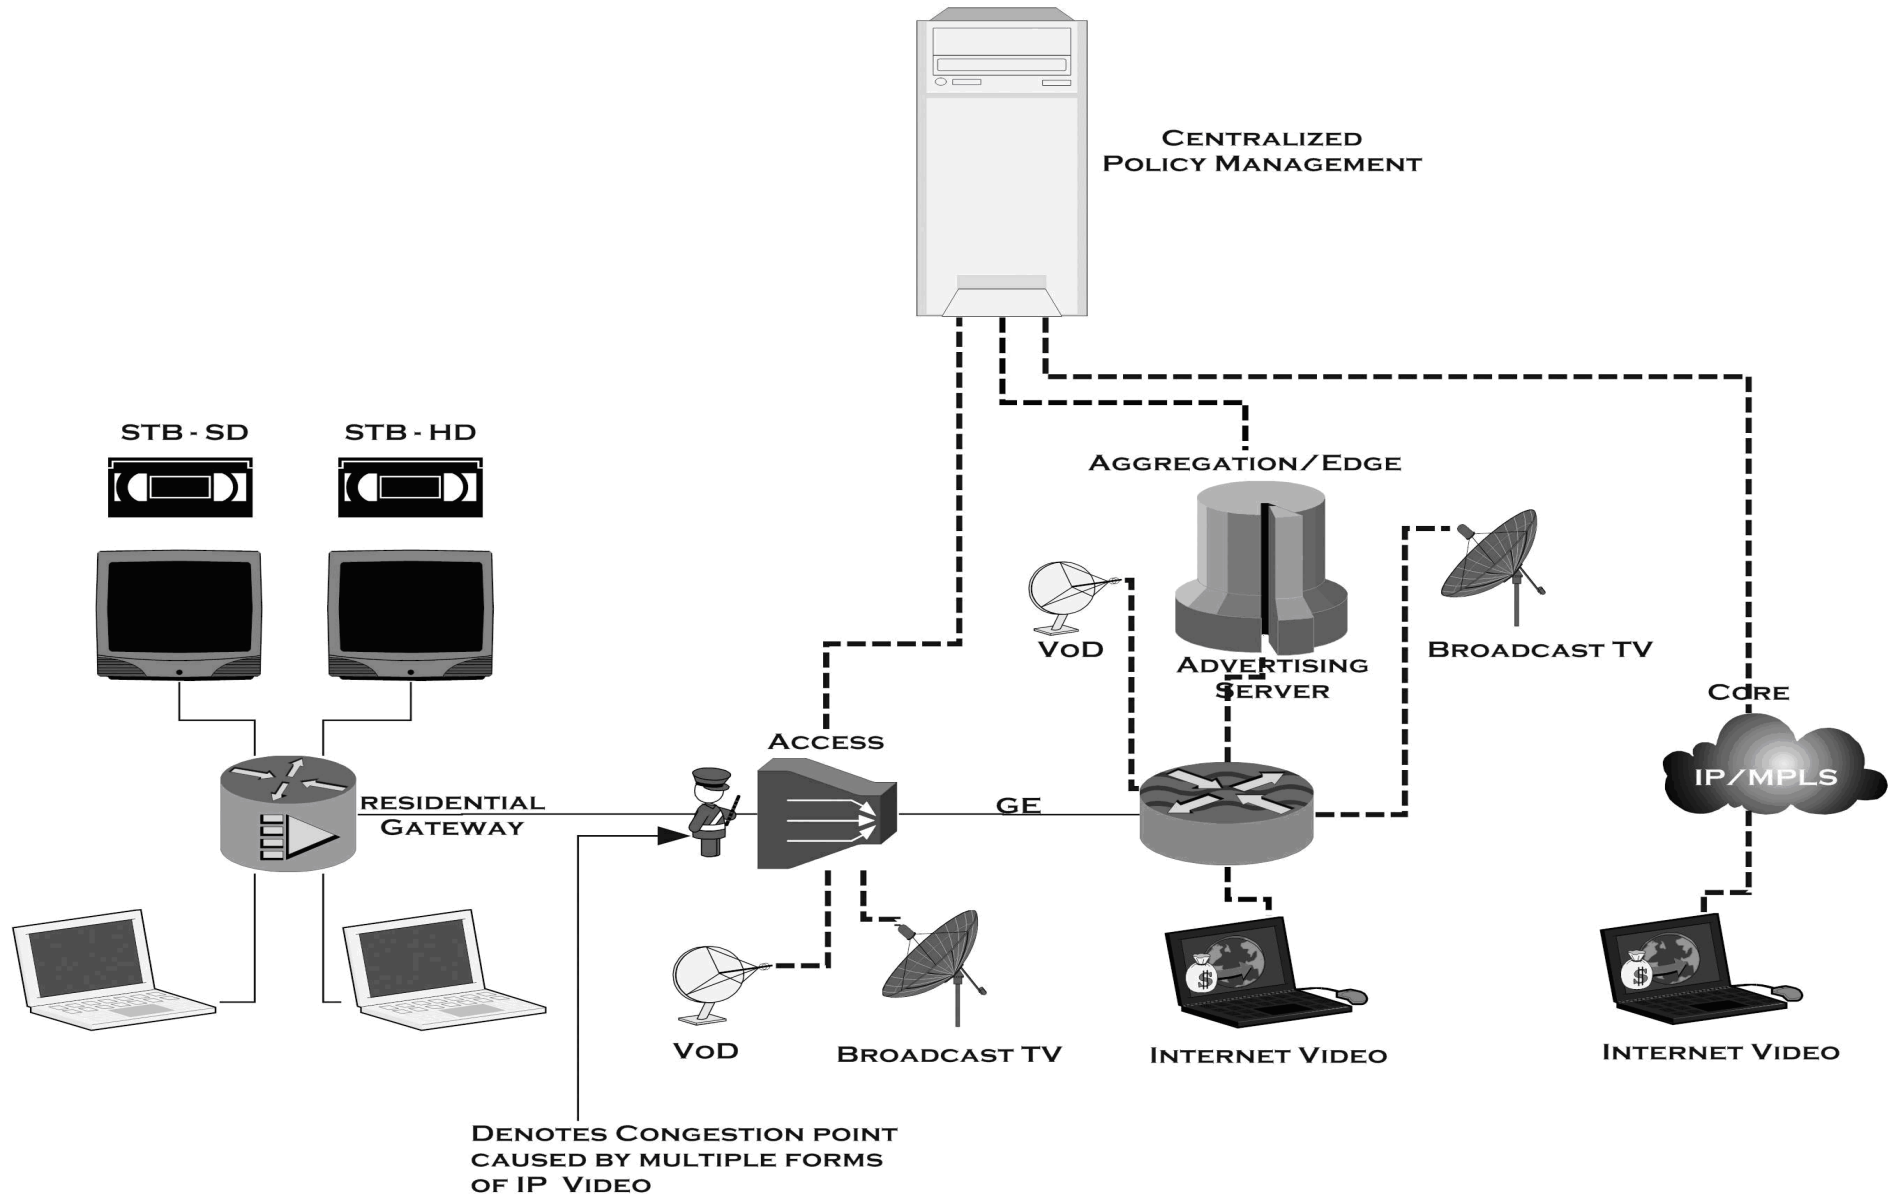 Centralized
Policy Management
STB - SD
STB - HD
Aggregation/Edge
VoD
Broadcast TV
Advertising
Server
Core
Access
IP/MPLS
residential
Gateway
GE
VoD
Broadcast TV
Internet Video
Internet Video
$
$
Denotes Congestion point
caused by multiple forms
of IP Video